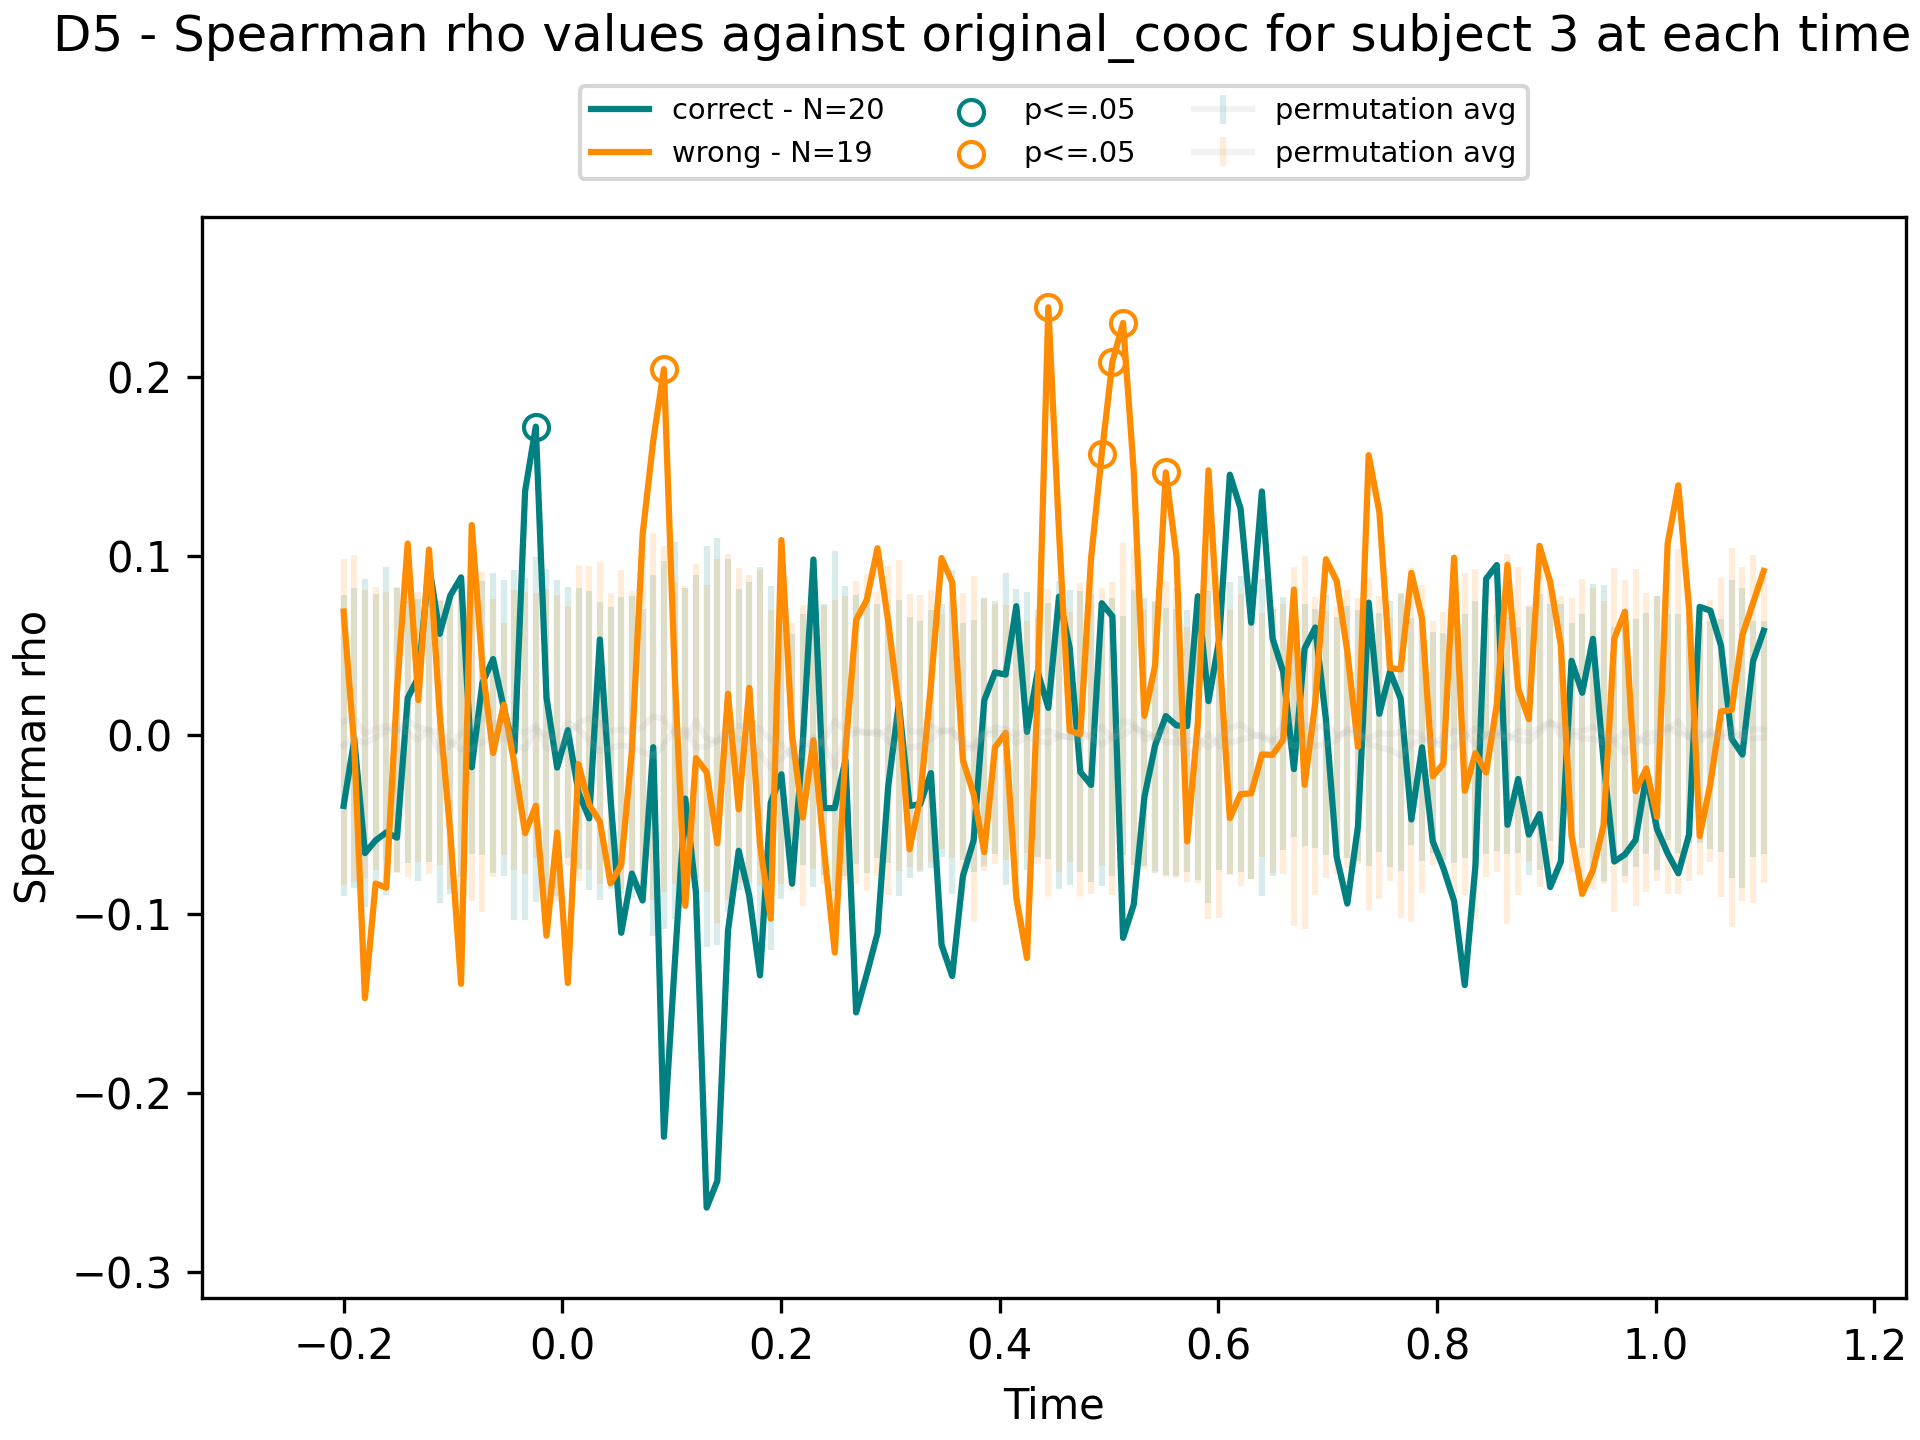 D5 - Spearman rho values against original_cooc for subject 3 at each time
correct - N=20
wrong - N=19
p<=.05
p<=.05
permutation avg
permutation avg
Spearman rho
0.2
0.1
0.0
−0.1
−0.2
−0.3
−0.2
0.0
0.2
0.4
0.6
0.8
1.0
1.2
Time